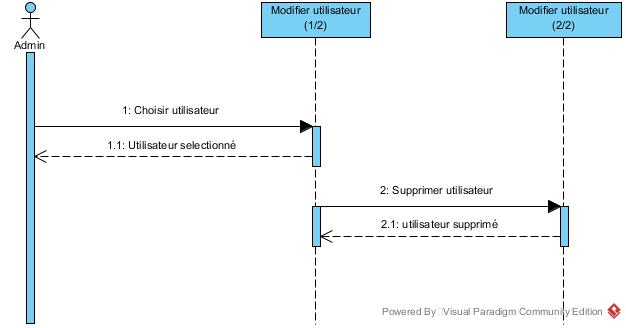 Modifier utilisateur
(1/2)
Modifier utilisateur
(2/2)
Admin
1: Choisir utilisateur
1.1: Utilisateur selectionné
2: Supprimer utilisateur
2.1: utilisateur supprimé
Powered By Visual Paradigm Community Edition